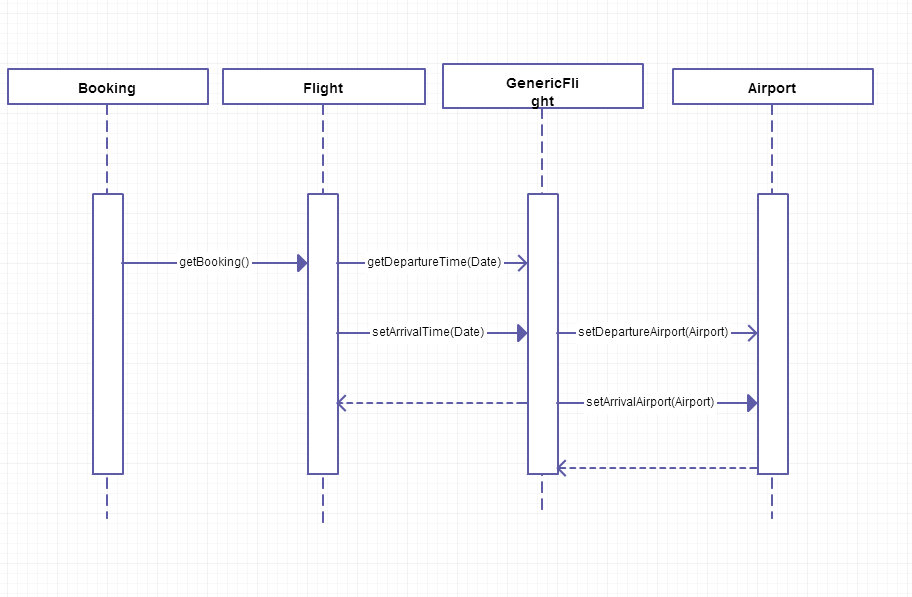 Booking
Flight
GenericFli
ght
Airport
getBooking()
getDepartureTime(Date)
setArrivalTime(Date)
setDepartureAirport(Airport)
setArrivalAirport(Airport)